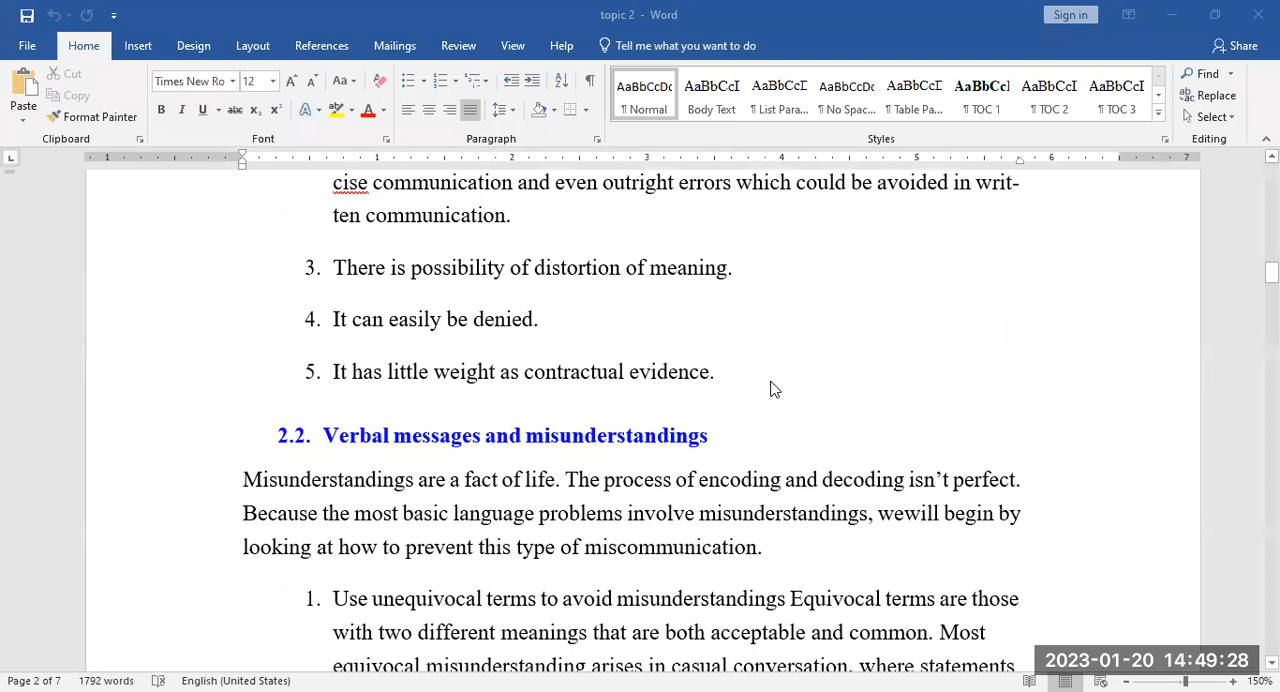 topic 2 - Word
Sign in
File Home Insert Design Layout References Mailings Review View Help Tell me what you want to do Share
Paste
Cut
Copy
Format Painter
Clipboard
Times New Ro 12
Font
Paragraph
AaBbCcDc AaBbCcI AaBbCcI AaBbCcDc AaBbCcI AaBbCcI AaBbCcI AaBbCcI
¶ Normal Body Text ¶ List Para... ¶ No Spac... ¶ Table Pa... ¶ TOC 1 ¶ TOC 2 ¶ TOC 3
Styles
Find
Replace
Select
Editing
1 1 2 3 4 5 6 7
cise communication and even outright errors which could be avoided in writ-
ten communication.
3. There is possibility of distortion of meaning.
4. It can easily be denied.
5. It has little weight as contractual evidence.
2.2. Verbal messages and misunderstandings
Misunderstandings are a fact of life. The process of encoding and decoding isn’t perfect.
Because the most basic language problems involve misunderstandings, wewill begin by
looking at how to prevent this type of miscommunication.
1. Use unequivocal terms to avoid misunderstandings Equivocal terms are those
with two different meanings that are both acceptable and common. Most
equivocal misunderstanding arises in casual conversation, where statements
2023-01-20 14:49:28
Page 2 of 7 1792 words English (United States) 150%